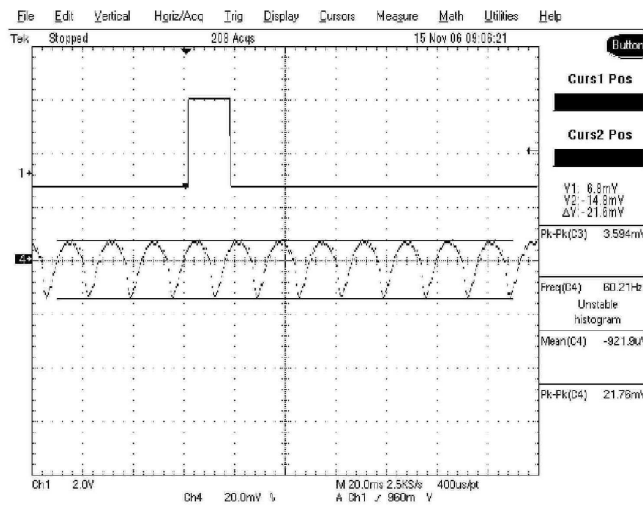 File Edit Vertical Horiz/Acq Trig Display Cursors Measure Math Utilities Help
Tek Stopped 208 Acqs 15 Nov 06 09:06:21
Button
Curs1 Pos
Curs2 Pos
V1: 6.8mV
V2: -14.8mV
ΔV: -21.6mV
1
Pk-Pk(C3) 3.594mV
4
Freq(C4) 60.21Hz
Unstable
histogram
Mean(C4) -921.9uV
Pk-Pk(C4) 21.76mV
Ch1 2.0V M 20.0ms 2.5KS/s 400us/pt
Ch4 20.0mV A Ch1 960m V